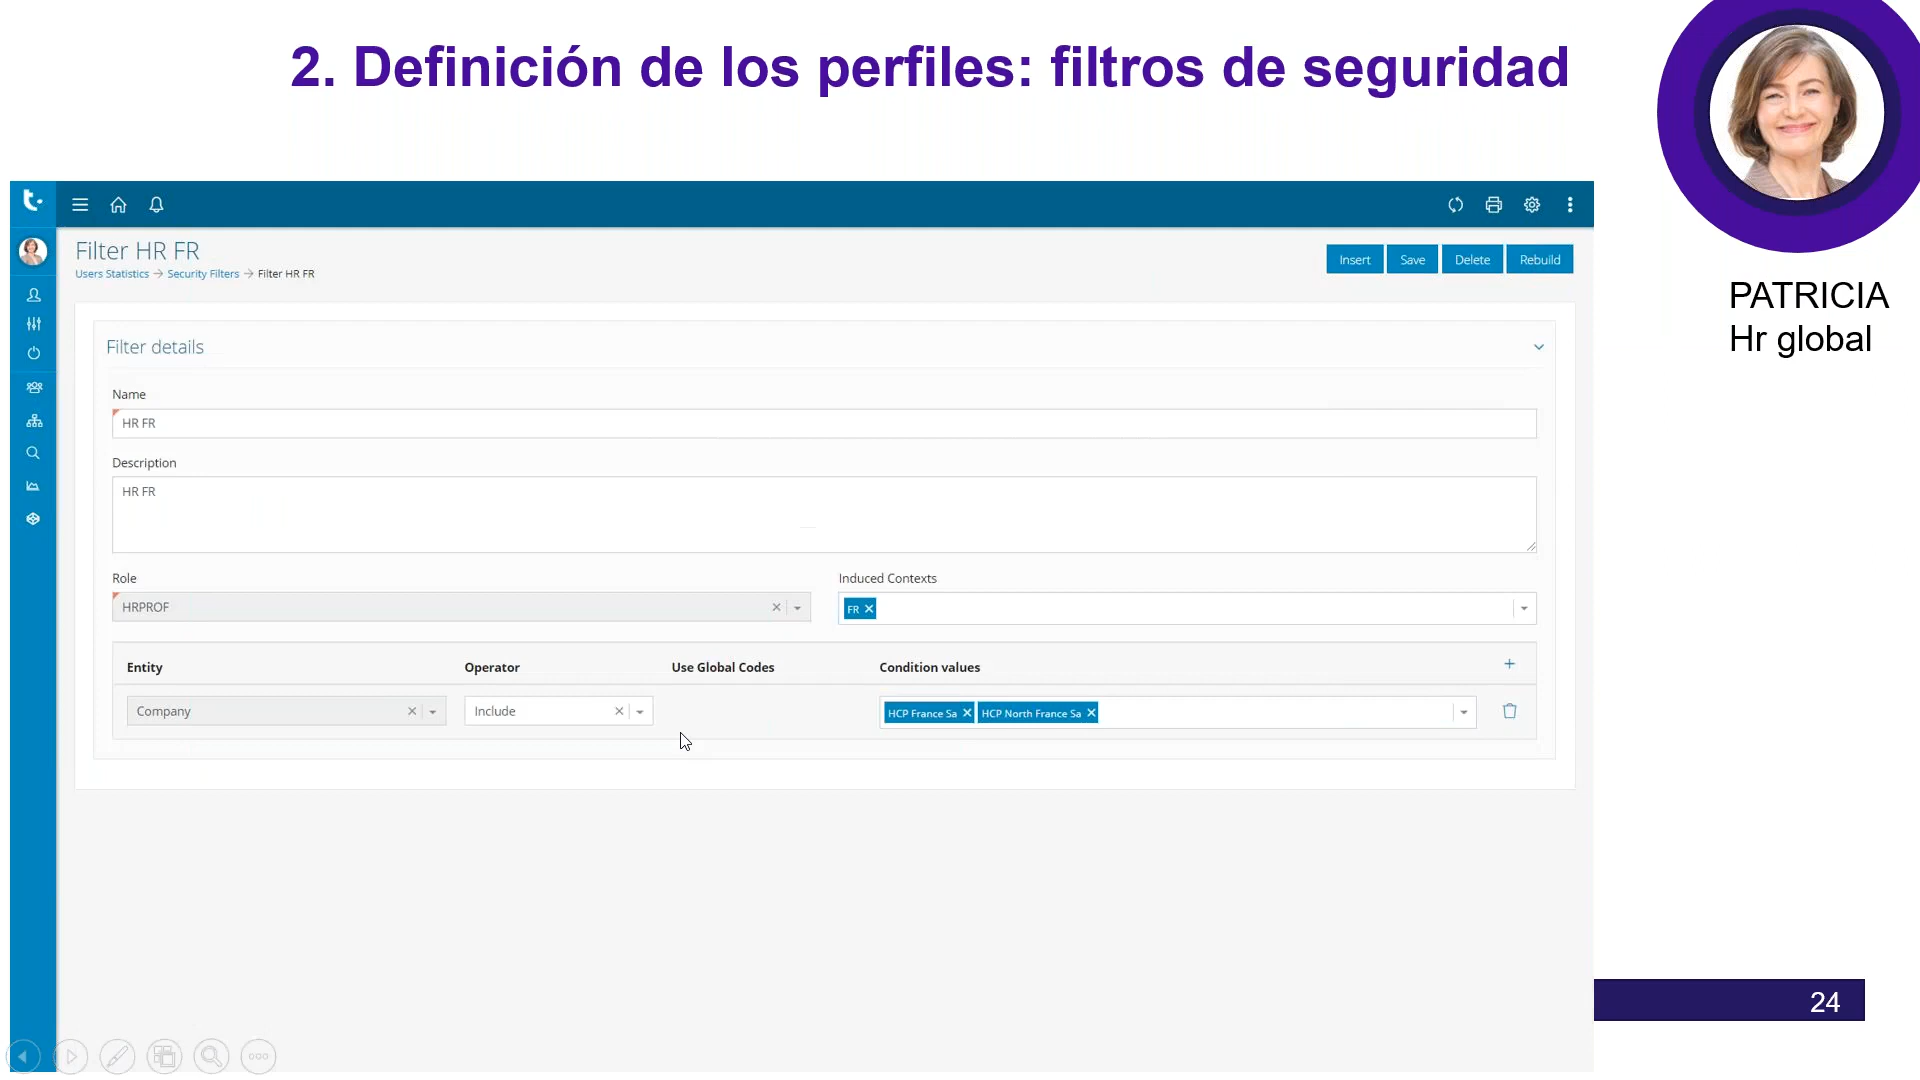 2. Definición de los perfiles: filtros de seguridad
PATRICIA
Hr global
Filter HR FR
Users Statistics → Security Filters → Filter HR FR
Insert
Save
Delete
Rebuild
Filter details
Name
HR FR
Description
HR FR
Role
Induced Contexts
HRPROF
FR
Entity Operator Use Global Codes Condition values
Company Include HCP France Sa HCP North France Sa
24